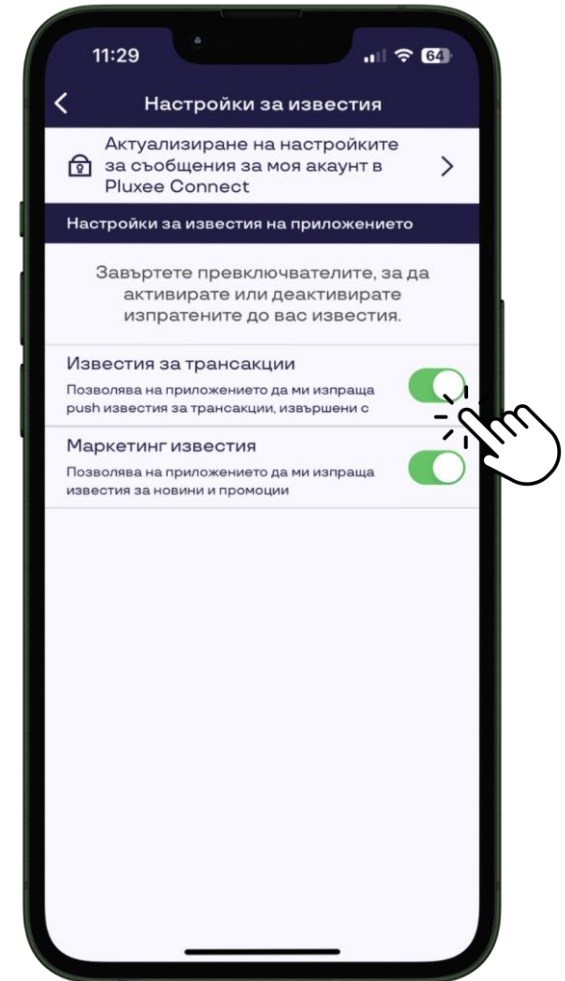 11:29
64
Настройки за известия
Актуализиране на настройките
за съобщения за моя акаунт в
Pluxee Connect
Настройки за известия на приложението
Завъртете превключвателите, за да
активирате или деактивирате
изпратените до вас известия.
Известия за трансакции
Позволява на приложението да ми изпраща
push известия за трансакции, извършени с
Маркетинг известия
Позволява на приложението да ми изпраща
известия за новини и промоции